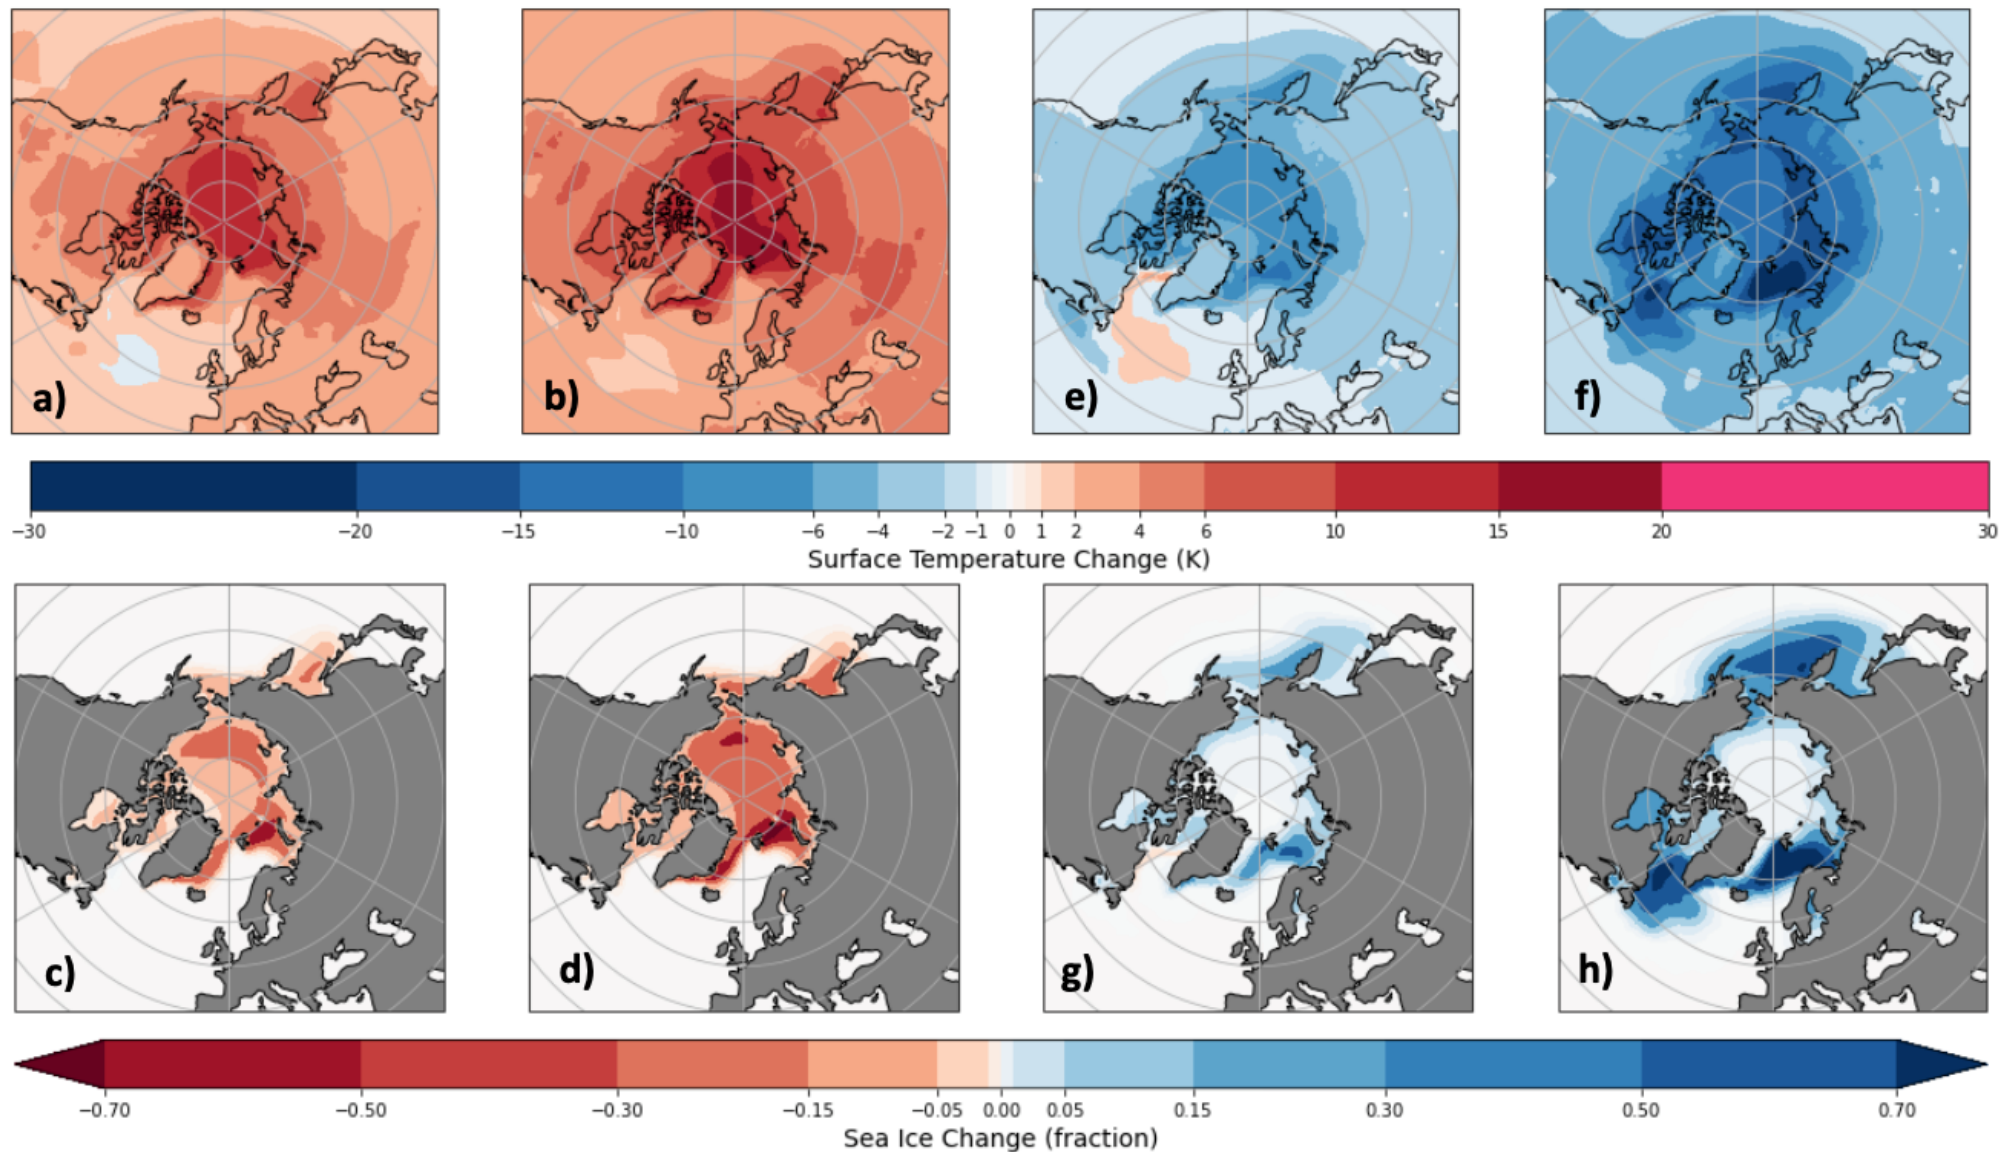 a) b) e) f)
−30 −20 −15 −10 −6 −4 −2 −1 0 1 2 4 6 10 15 20 30
Surface Temperature Change (K)
c) d) g) h)
−0.70 −0.50 −0.30 −0.15 −0.05 0.00 0.05 0.15 0.30 0.50 0.70
Sea Ice Change (fraction)